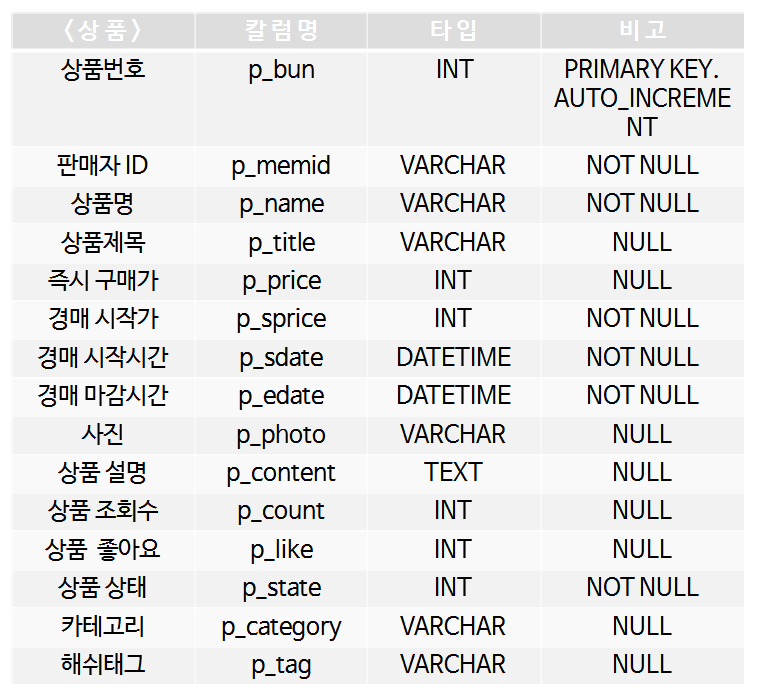 <상품> 칼럼명 타입 비고
상품번호 p_bun INT PRIMARY KEY.
AUTO_INCREME
NT
판매자 ID p_memid VARCHAR NOT NULL
상품명 p_name VARCHAR NOT NULL
상품제목 p_title VARCHAR NULL
즉시 구매가 p_price INT NULL
경매 시작가 p_sprice INT NOT NULL
경매 시작시간 p_sdate DATETIME NOT NULL
경매 마감시간 p_edate DATETIME NOT NULL
사진 p_photo VARCHAR NULL
상품 설명 p_content TEXT NULL
상품 조회수 p_count INT NULL
상품 좋아요 p_like INT NULL
상품 상태 p_state INT NOT NULL
카테고리 p_category VARCHAR NULL
해쉬태그 p_tag VARCHAR NULL